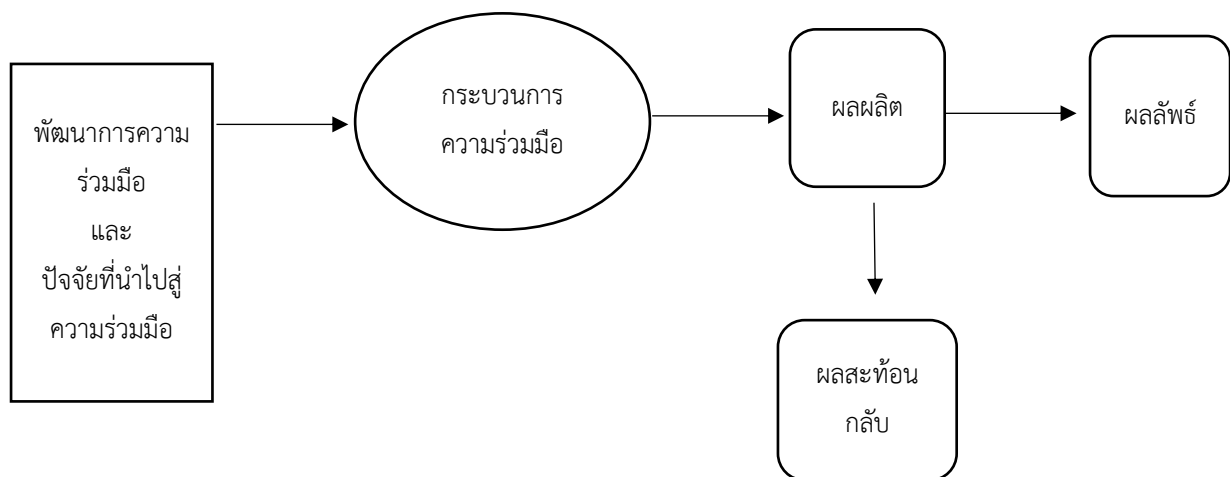 พัฒนาการความ
ร่วมมือ
และ
ปัจจัยที่นำไปสู่
ความร่วมมือ
กระบวนการ
ความร่วมมือ
ผลผลิต
ผลลัพธ์
ผลสะท้อน
กลับ